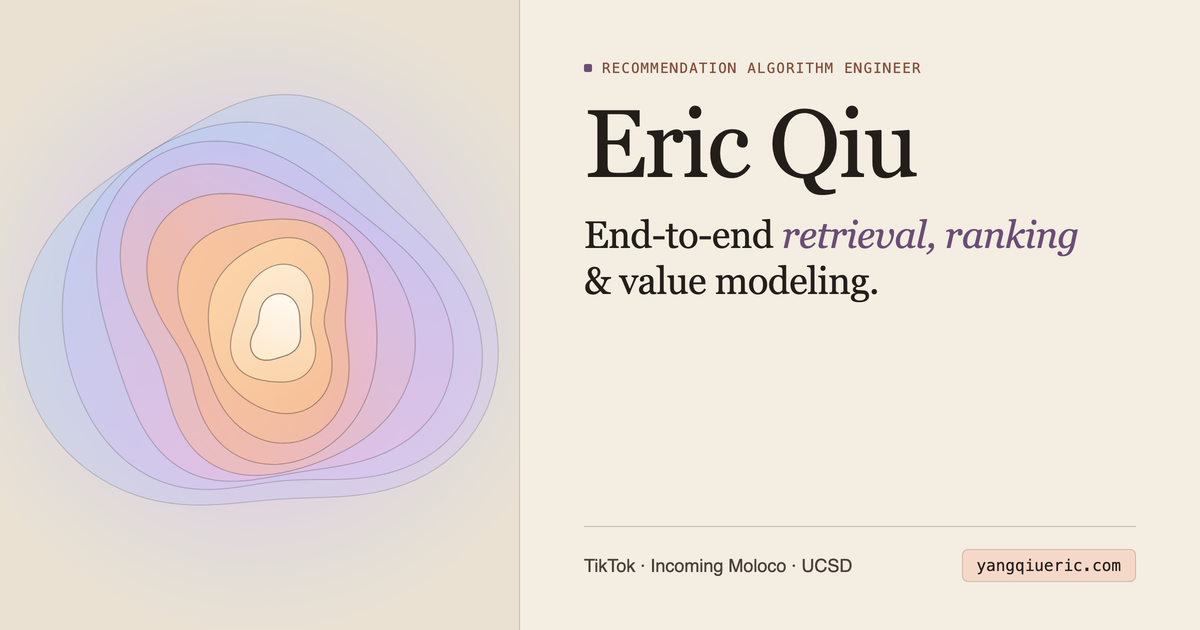 RECOMMENDATION ALGORITHM ENGINEER
Eric Qiu
End-to-end retrieval, ranking
& value modeling.
TikTok · Incoming Moloco · UCSD
yangqiueric.com